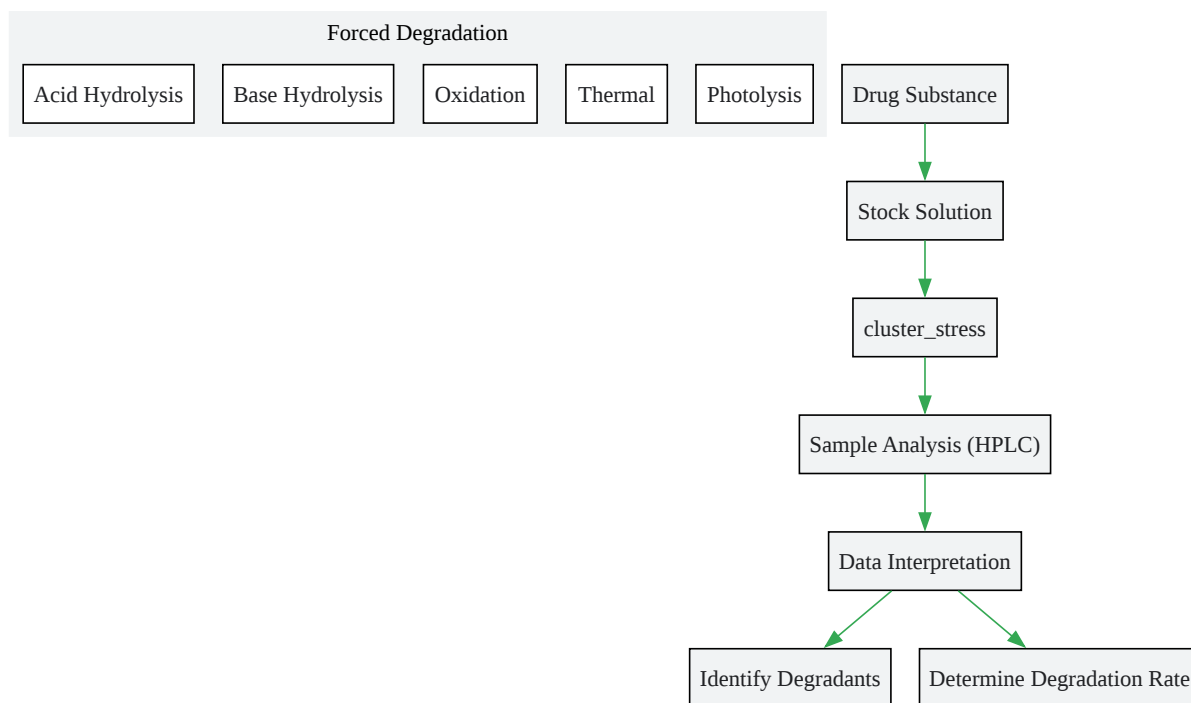 Forced Degradation
Acid Hydrolysis
Base Hydrolysis
Oxidation
Thermal
Photolysis
Drug Substance
Stock Solution
cluster_stress
Sample Analysis (HPLC)
Data Interpretation
Identify Degradants
Determine Degradation Rate